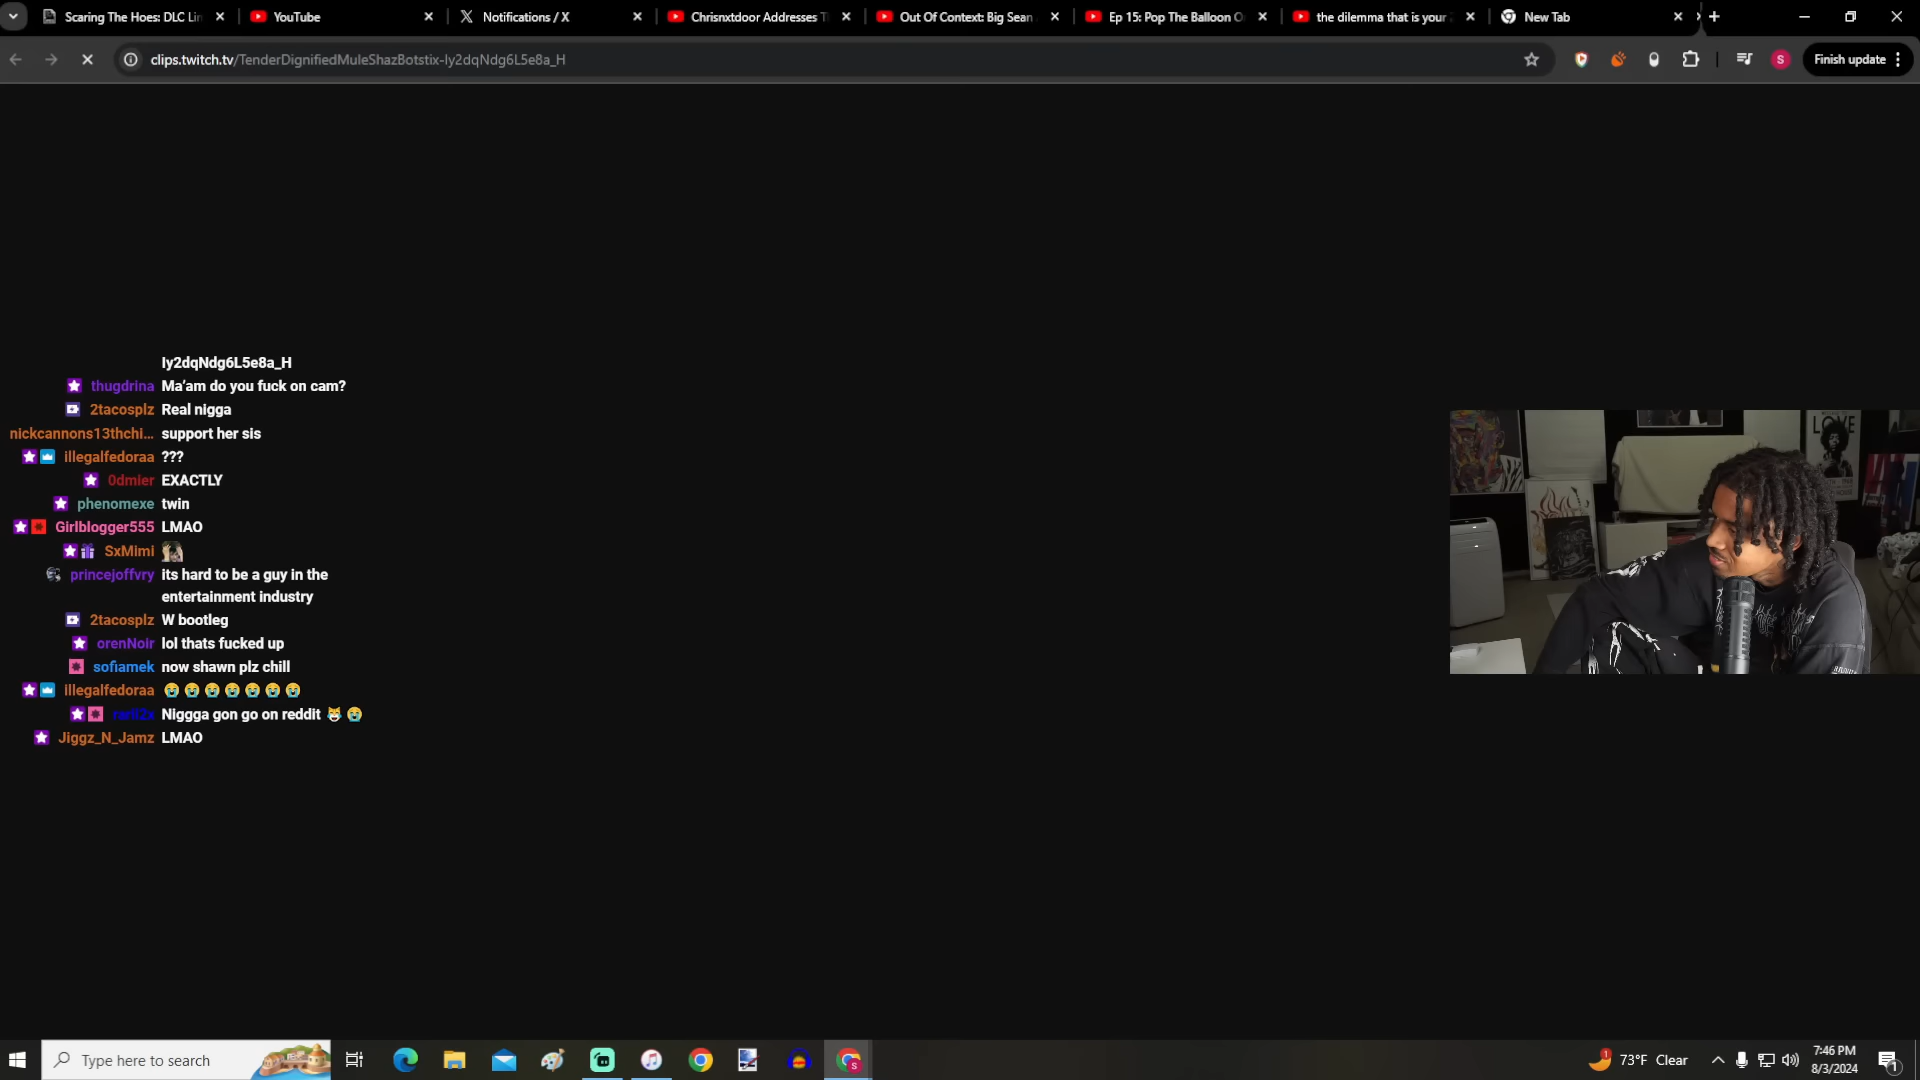 Scaring The Hoes: DLC Lin
YouTube
Notifications / X
Chrisnxtdoor Addresses T
Out Of Context: Big Sean
Ep 15: Pop The Balloon O
the dilemma that is your
New Tab
clips.twitch.tv/TenderDignifiedMuleShazBotstix-Iy2dqNdg6L5e8a_H
S
Finish update
Iy2dqNdg6L5e8a_H
thugdrina Ma'am do you fuck on cam?
2tacosplz Real nigga
nickcannons13thchi... support her sis
illegalfedoraa ???
0dmier EXACTLY
phenomexe twin
Girlblogger555 LMAO
SxMimi
princejoffvry its hard to be a guy in the
entertainment industry
2tacosplz W bootleg
orenNoir lol thats fucked up
sofiamek now shawn plz chill
illegalfedoraa 😭😭😭😭😭😭😭
Niggga gon go on reddit 😹 😭
Jiggz_N_Jamz LMAO
LOVE
Type here to search
S
1
73°F Clear
7:46 PM
8/3/2024
1